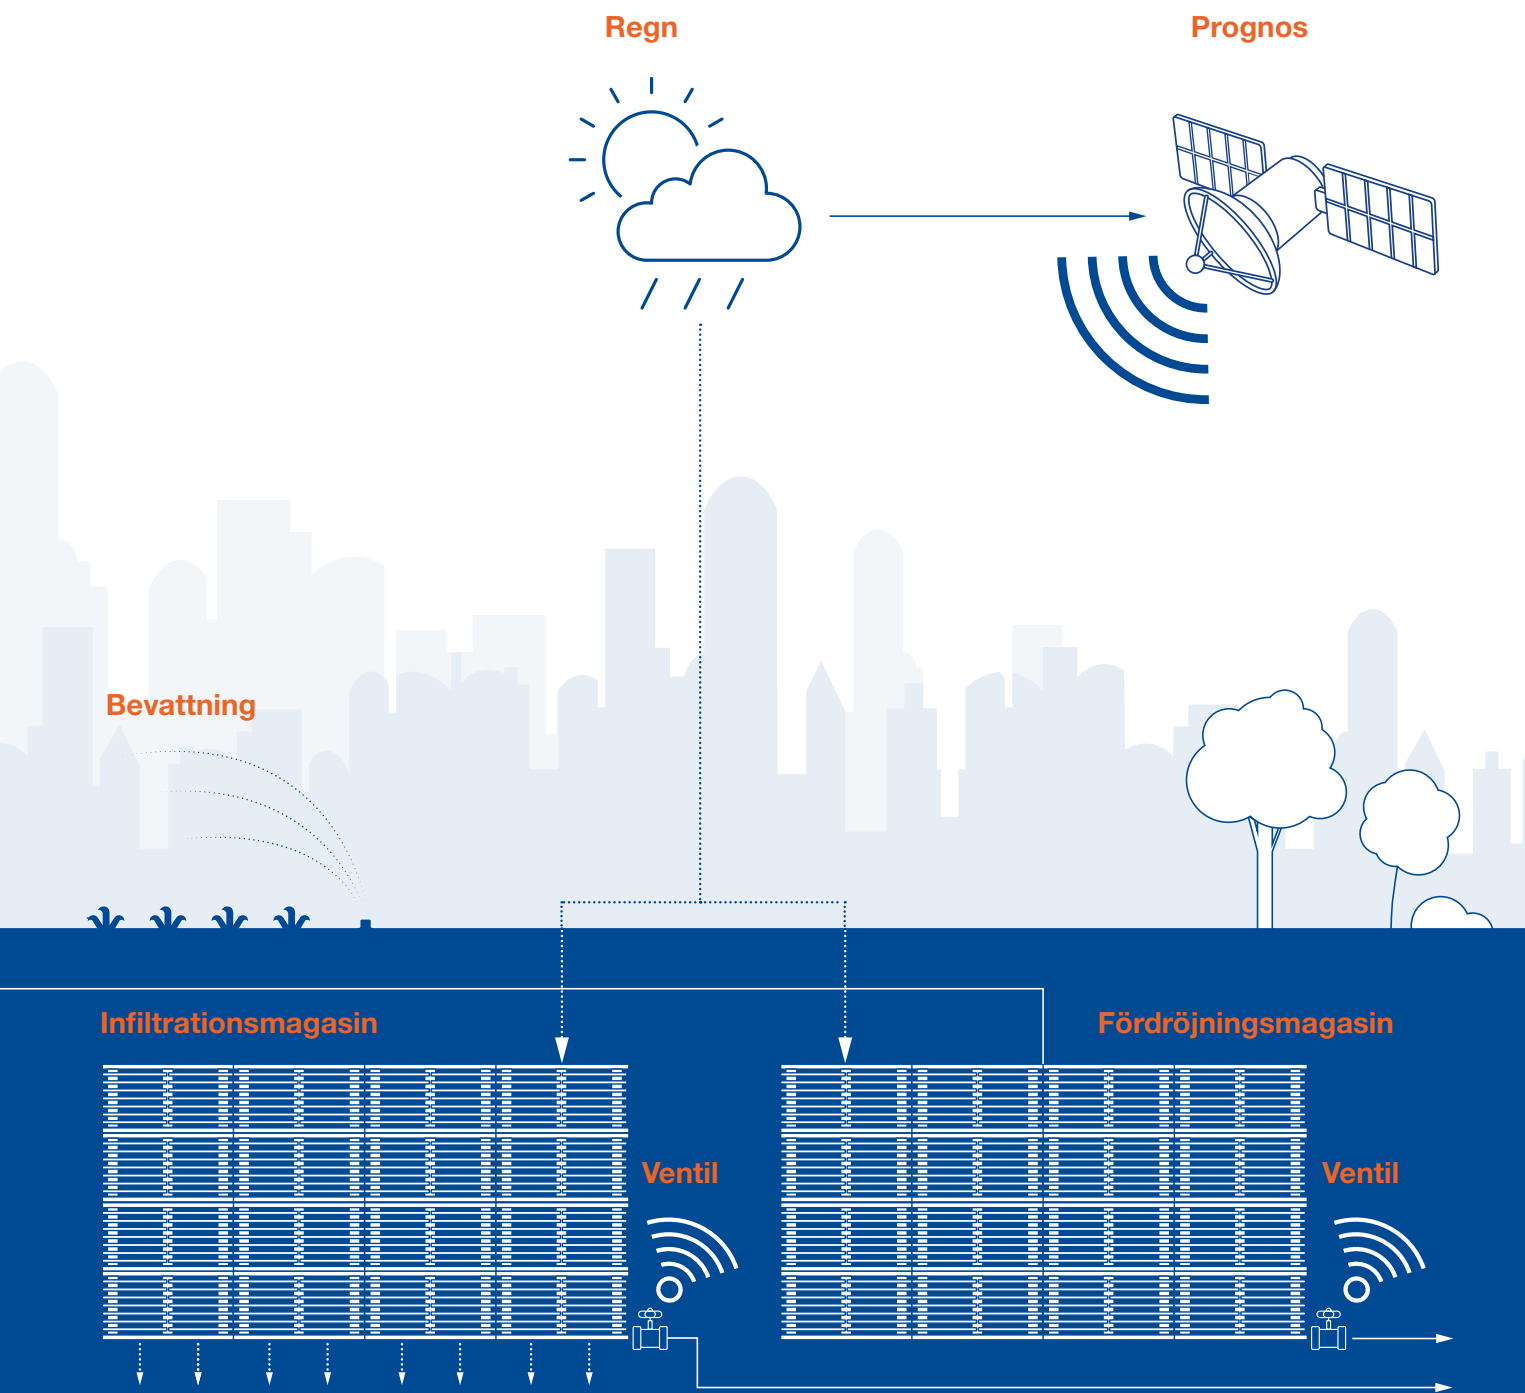 Regn
Prognos
Bevattning
Infiltrationsmagasin
Fördröjningsmagasin
Ventil
Ventil